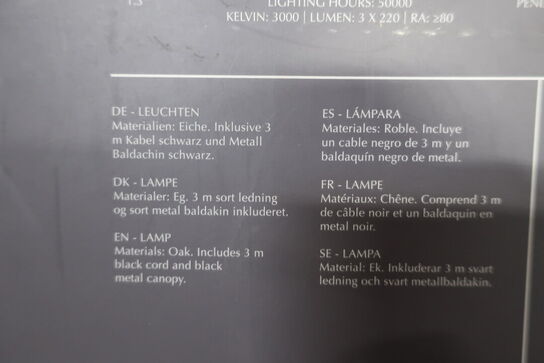 LIGHTING HOURS: 50000
KELVIN: 3000 | LUMEN: 3 X 220 | RA: ≥80
DE - LEUCHTEN
Materialien: Eiche. Inklusive 3
m Kabel schwarz und Metall
Baldachin schwarz.
DK - LAMPE
Materialer: Eg. 3 m sort ledning
og sort metal baldakin inkluderet.
EN - LAMP
Materials: Oak. Includes 3 m
black cord and black
metal canopy.
ES - LÁMPARA
Materiales: Roble. Incluye
un cable negro de 3 m y un
baldaquín negro de metal.
FR - LAMPE
Matériaux: Chêne. Comprend 3 m
de câble noir et un baldaquin en
metal noir.
SE - LAMPA
Material: Ek. Inkluderar 3 m svart
ledning och svart metallbaldakin.